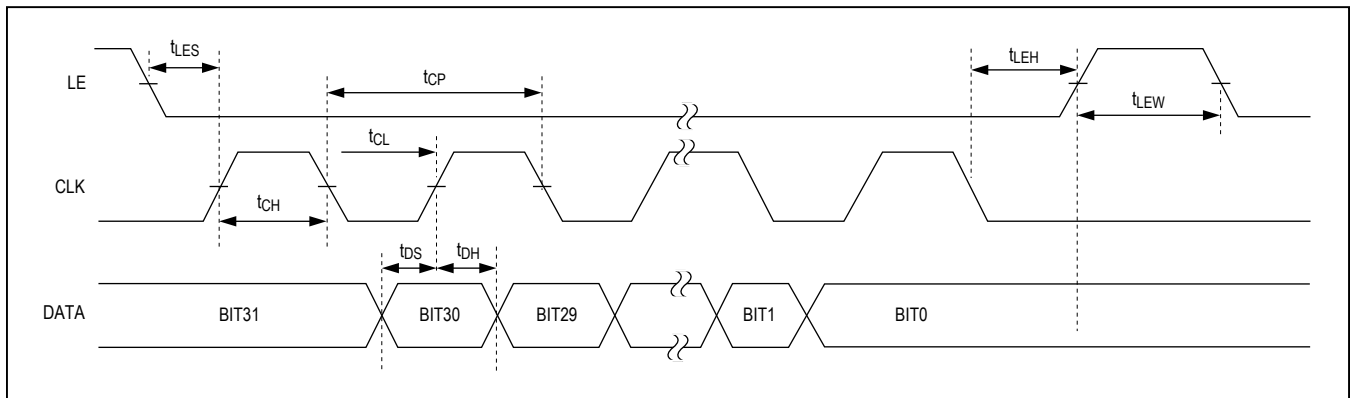 tLES
tLEH
LE
tCP
tLEW
tCL
CLK
tCH
tDS
tDH
DATA
BIT31
BIT30
BIT29
BIT1
BIT0